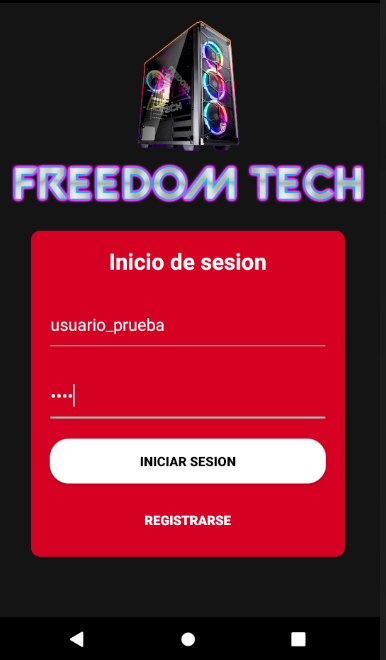 FREEDOM TECH
Inicio de sesion
usuario_prueba
••••
INICIAR SESION
REGISTRARSE